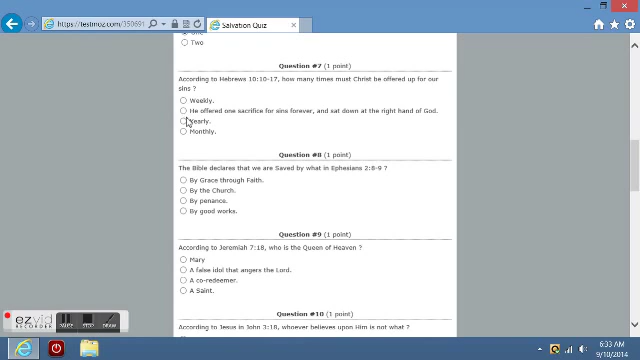 https://testmoz.com/350691
Salvation Quiz
One
Two
Question #7 (1 point)
According to Hebrews 10:10-17, how many times must Christ be offered up for our
sins ?
Weekly.
He offered one sacrifice for sins forever, and sat down at the right hand of God.
Yearly.
Monthly.
Question #8 (1 point)
The Bible declares that we are Saved by what in Ephesians 2:8-9 ?
By Grace through Faith.
By the Church.
By penance.
By good works.
Question #9 (1 point)
According to Jeremiah 7:18, who is the Queen of Heaven ?
Mary
A false idol that angers the Lord.
A co-redeemer.
A Saint.
Question #10 (1 point)
According to Jesus in John 3:18, whoever believes upon Him is not what ?
ezvid
RECORDER
PAUSE
STOP
DRAW
6:33 AM
9/10/2014